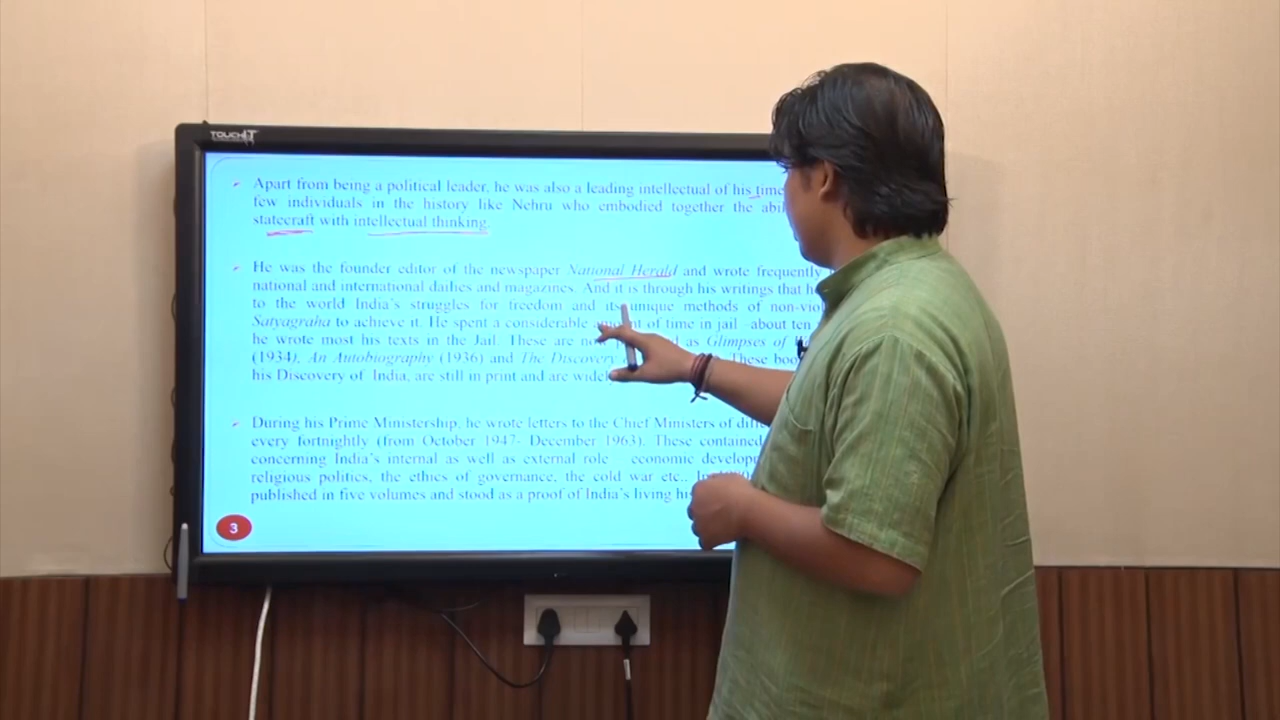 TOUCHIT
Apart from being a political leader, he was also a leading intellectual of his time
few individuals in the history like Nehru who embodied together the
statecraft with intellectual thinking.
He was the founder editor of the newspaper National Herald and wrote frequently
national and international dailies and magazines. And it is through his writings that
to the world India's struggles for freedom and its unique methods of
Satyagraha to achieve it. He spent a considerable amount of time in jail about ten
he wrote most his texts in the Jail. These are as Glimpses of
(1934), An Autobiography (1936) and The Discovery These
his Discovery of India, are still in print and are
During his Prime Ministership, he wrote letters to the Chief Ministers of
every fortnightly (from October 1947- December 1963). These contained
concerning India's internal as well as external role economic
religious politics, the ethics of governance, the cold war etc..
published in five volumes and stood as a proof of India's living
3